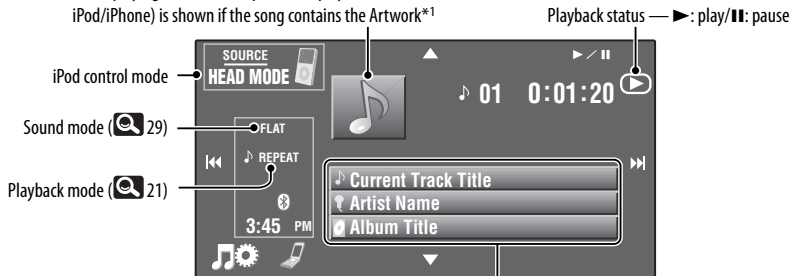 iPod/iPhone) is shown if the song contains the Artwork*1
Playback status — ►: play/❚❚: pause
SOURCE
iPod control mode
HEAD MODE
►/❚❚
♪ 01 0:01:20
Sound mode (29)
FLAT
♪ REPEAT
Playback mode (21)
Current Track Title
Artist Name
Album Title
3:45 PM